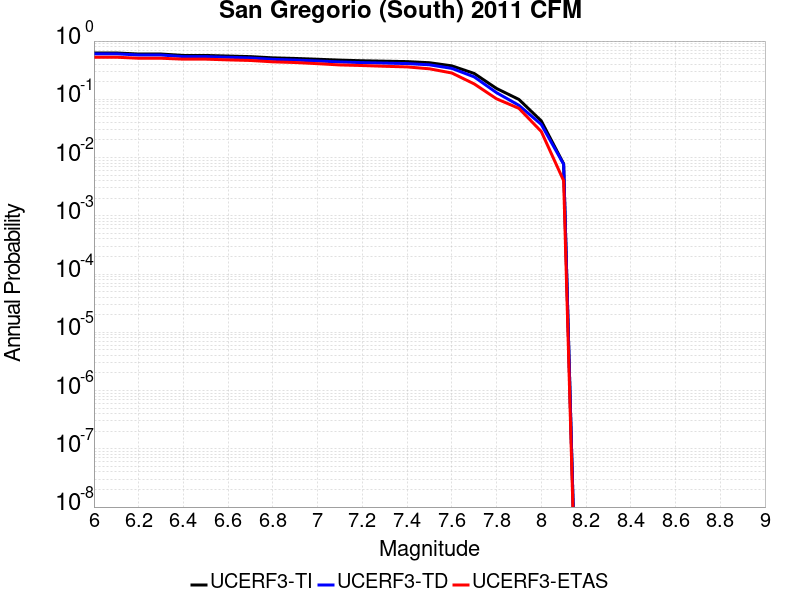 San Gregorio (South) 2011 CFM
10^0
10^-1
10^-2
10^-3
10^-4
10^-5
10^-6
10^-7
10^-8
Annual Probability
6 6.2 6.4 6.6 6.8 7 7.2 7.4 7.6 7.8 8 8.2 8.4 8.6 8.8 9
Magnitude
UCERF3-TI UCERF3-TD UCERF3-ETAS